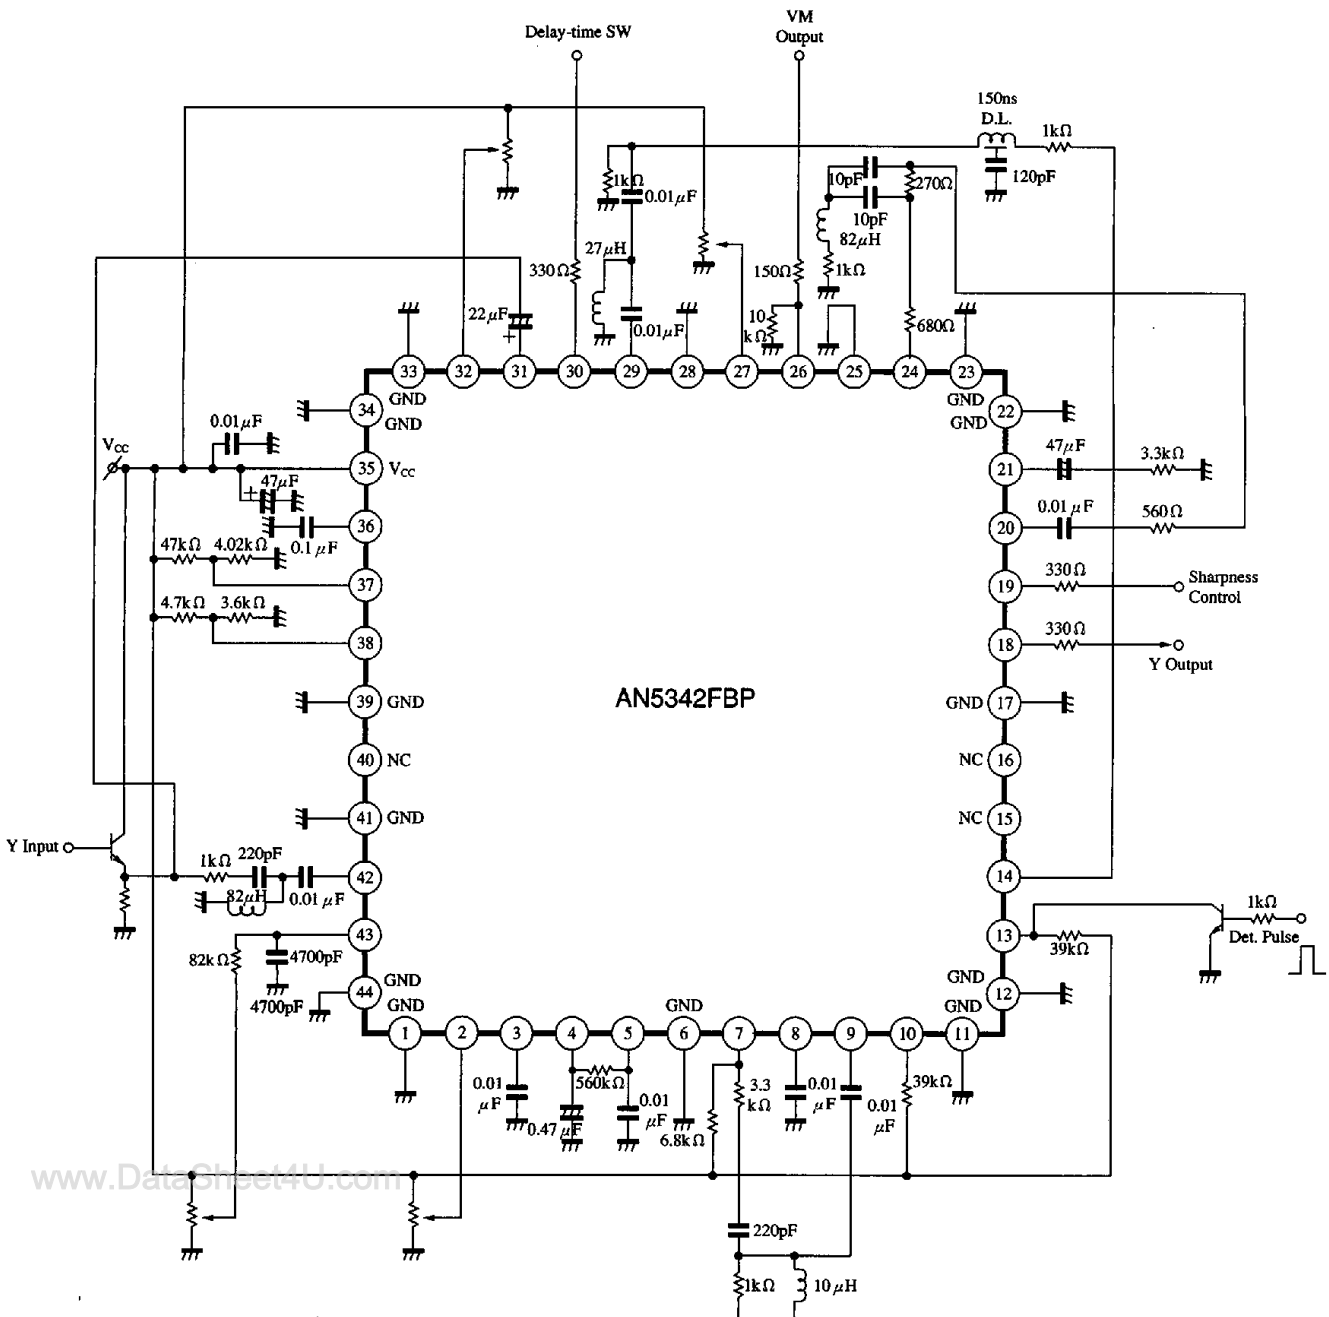 Delay-time SW
VM
Output
150ns
D.L.
1kΩ
120pF
1kΩ
0.01μF
10pF
270Ω
10pF
82μH
1kΩ
27μH
330Ω
150Ω
22μF
+
0.01μF
10
kΩ
680Ω
33
32
31
30
29
28
27
26
25
24
23
GND
GND
34
GND
GND
22
0.01μF
VCC
35
VCC
47μF
+
36
0.1μF
47kΩ
4.02kΩ
37
4.7kΩ
3.6kΩ
38
39
GND
40
NC
41
GND
Y Input
1kΩ
220pF
42
82μH
0.01μF
43
82kΩ
4700pF
4700pF
44
GND
GND
AN5342FBP
21
47μF
3.3kΩ
20
0.01μF
560Ω
19
330Ω
Sharpness
Control
18
330Ω
Y Output
GND
17
NC
16
NC
15
14
13
39kΩ
1kΩ
Det. Pulse
GND
12
GND
1
2
3
4
5
GND
6
7
8
9
10
11
0.01
μF
560kΩ
0.47μF
0.01
μF
6.8kΩ
3.3
kΩ
0.01
μF
0.01
μF
39kΩ
www.DataSheet4U.com
220pF
1kΩ
10μH